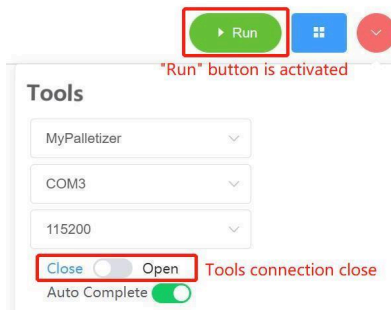 Run
"Run" button is activated
Tools
MyPalletizer
COM3
115200
Close Open Tools connection close
Auto Complete